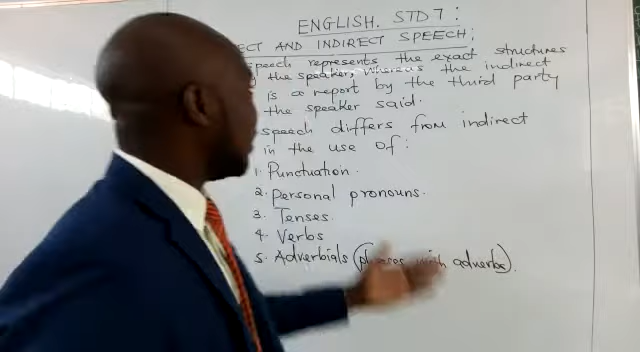 ENGLISH. STD 7:
ECT AND INDIRECT SPEECH;
speech represents the exact structures
the speaker, whereas the indirect
is a report by the third party
the speaker said.
speech differs from indirect
in the use of:
1. Punctuation.
2. Personal pronouns.
3. Tenses.
4. Verbs
5. Adverbials (phrases with adverbs).